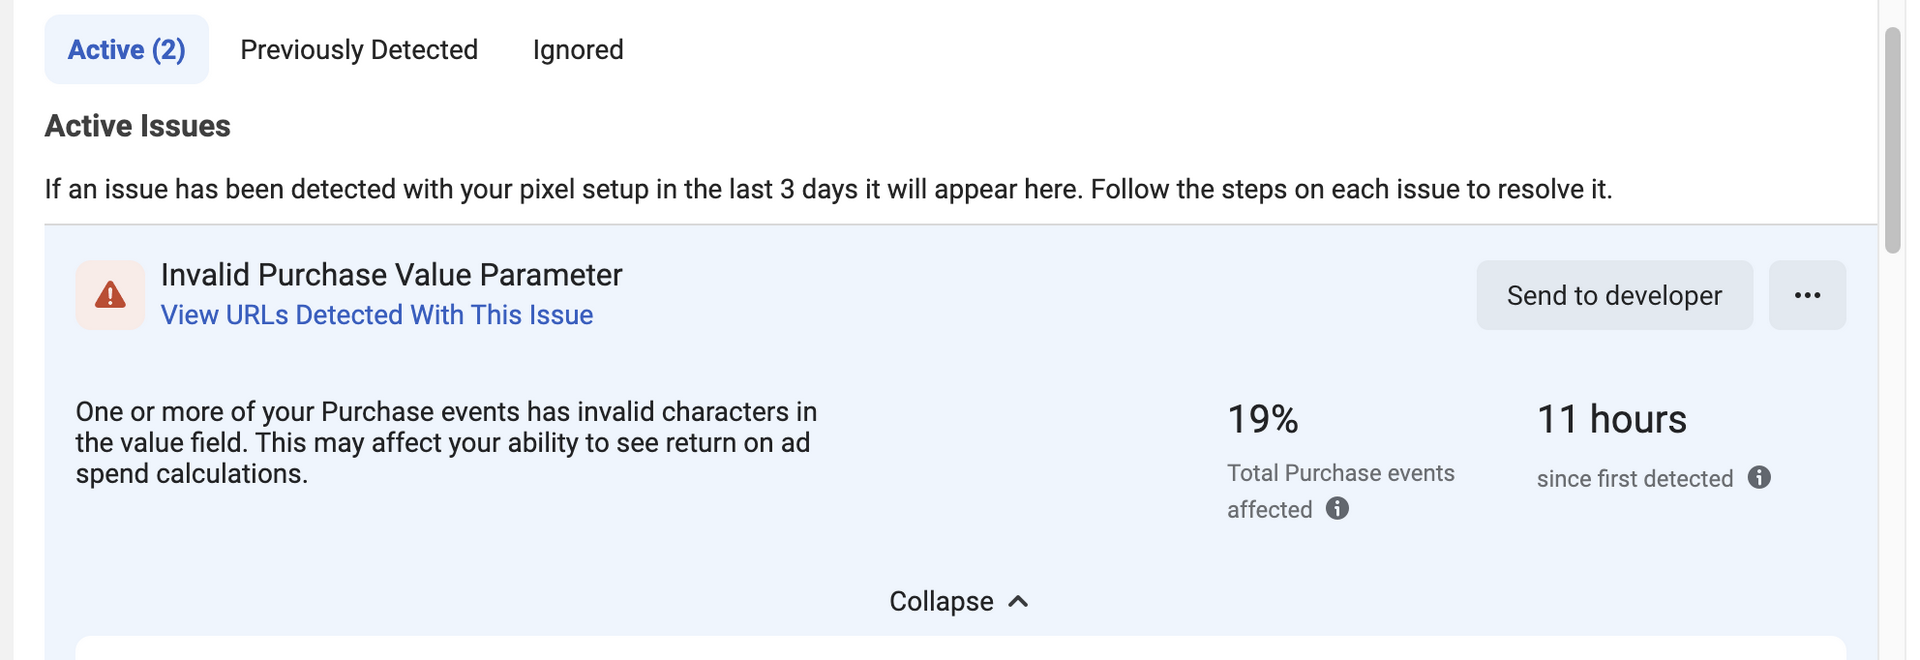 Active (2) Previously Detected Ignored
Active Issues
If an issue has been detected with your pixel setup in the last 3 days it will appear here. Follow the steps on each issue to resolve it.
Invalid Purchase Value Parameter
View URLs Detected With This Issue
Send to developer
One or more of your Purchase events has invalid characters in
the value field. This may affect your ability to see return on ad
spend calculations.
19%
Total Purchase events
affected
11 hours
since first detected
Collapse